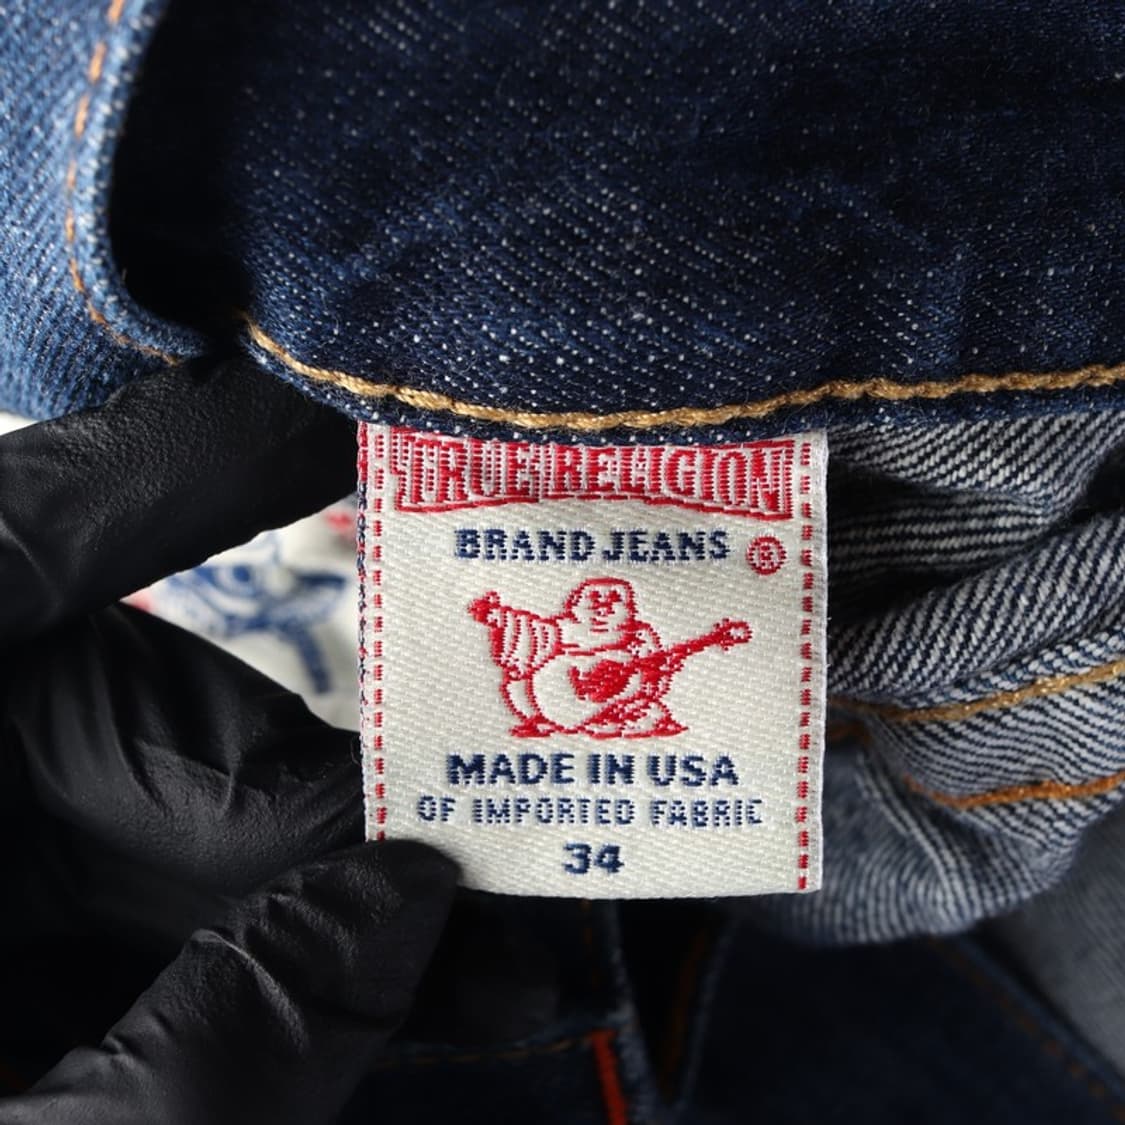 TRUE RELIGION
BRAND JEANS ®
MADE IN USA
OF IMPORTED FABRIC
34